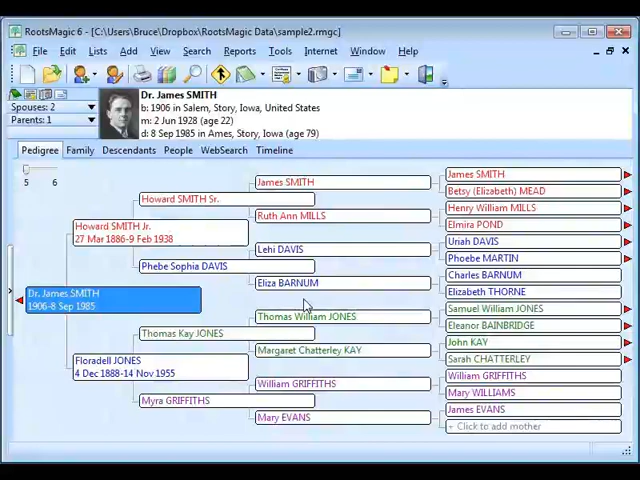 RootsMagic 6 - [C:\Users\Bruce\Dropbox\RootsMagic Data\sample2.rmgc]
File Edit Lists Add View Search Reports Tools Internet Window Help
Spouses: 2
Parents: 1
Dr. James SMITH
b: 1906 in Salem, Story, Iowa, United States
m: 2 Jun 1928 (age 22)
d: 8 Sep 1985 in Ames, Story, Iowa (age 79)
Pedigree Family Descendants People WebSearch Timeline
5 6
Dr. James SMITH
1906-8 Sep 1985
Howard SMITH Jr.
27 Mar 1886-9 Feb 1938
Floradell JONES
4 Dec 1888-14 Nov 1955
Howard SMITH Sr.
Phebe Sophia DAVIS
Thomas Kay JONES
Myra GRIFFITHS
James SMITH
Ruth Ann MILLS
Lehi DAVIS
Eliza BARNUM
Thomas William JONES
Margaret Chatterley KAY
William GRIFFITHS
Mary EVANS
James SMITH
Betsy (Elizabeth) MEAD
Henry William MILLS
Elmira POND
Uriah DAVIS
Phoebe MARTIN
Charles BARNUM
Elizabeth THORNE
Samuel William JONES
Eleanor BAINBRIDGE
John KAY
Sarah CHATTERLEY
William GRIFFITHS
Mary WILLIAMS
James EVANS
+ Click to add mother